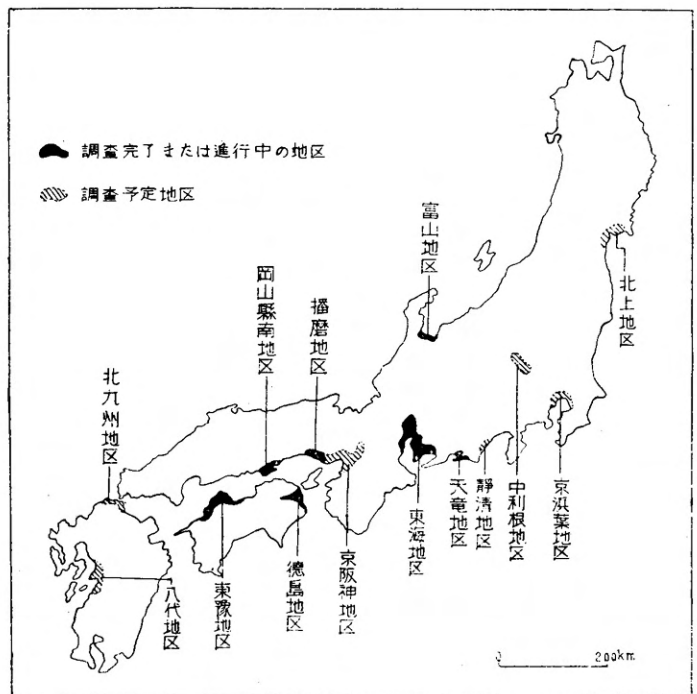 調査完了または進行中の地区
調査予定地区
富山地区
北上地区
岡山縣南地区
播磨地区
北九州地区
八代地区
東豫地区
徳島地区
京阪神地区
東海地区
天竜地区
靜清地区
中利根地区
京浜葉地区
0 200km